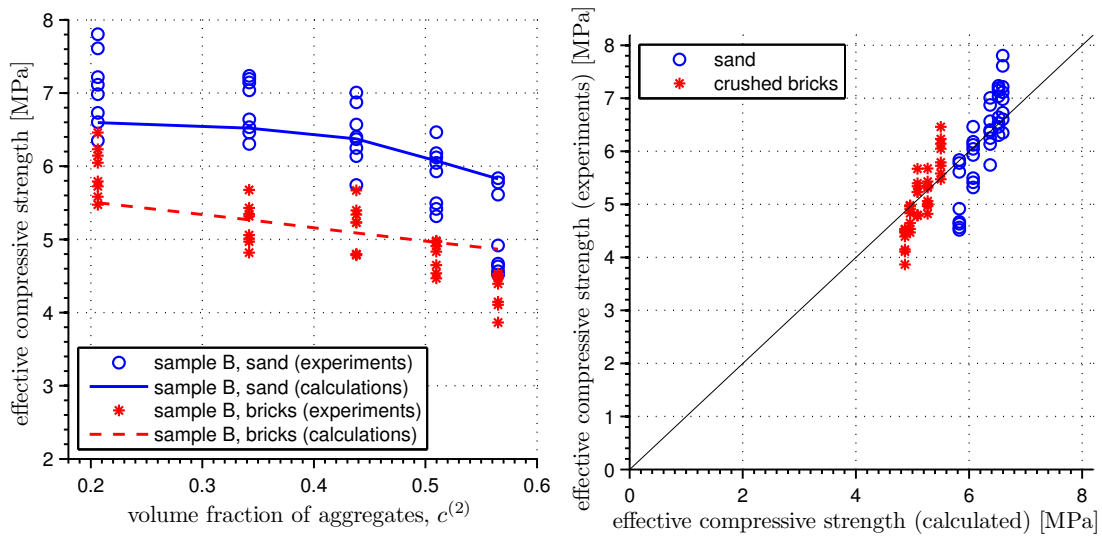 effective compressive strength [MPa]
8
7
6
5
4
3
2
sample B, sand (experiments)
sample B, sand (calculations)
sample B, bricks (experiments)
sample B, bricks (calculations)
0.2 0.3 0.4 0.5 0.6
volume fraction of aggregates, c⁽²⁾
effective compressive strength (experiments) [MPa]
8
7
6
5
4
3
2
1
0
sand
crushed bricks
0 2 4 6 8
effective compressive strength (calculated) [MPa]